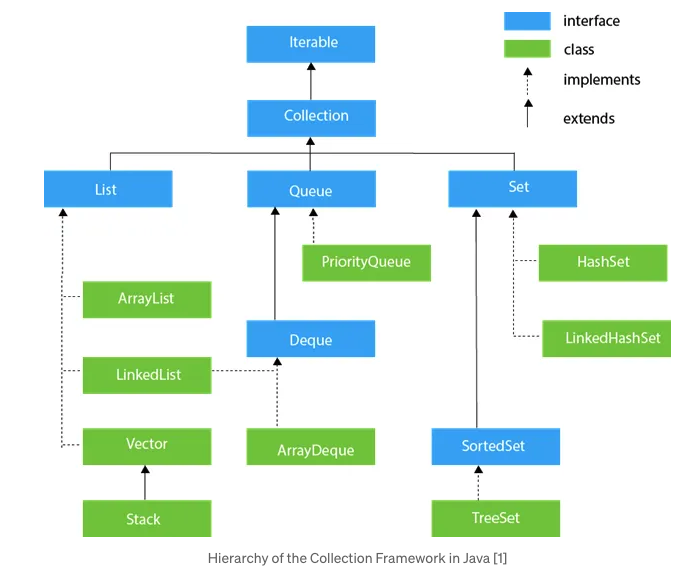 interface
Iterable
class
implements
Collection
extends
List
Queue
Set
PriorityQueue
HashSet
ArrayList
Deque
LinkedHashSet
LinkedList
Vector
ArrayDeque
SortedSet
Stack
TreeSet
Hierarchy of the Collection Framework in Java [1]